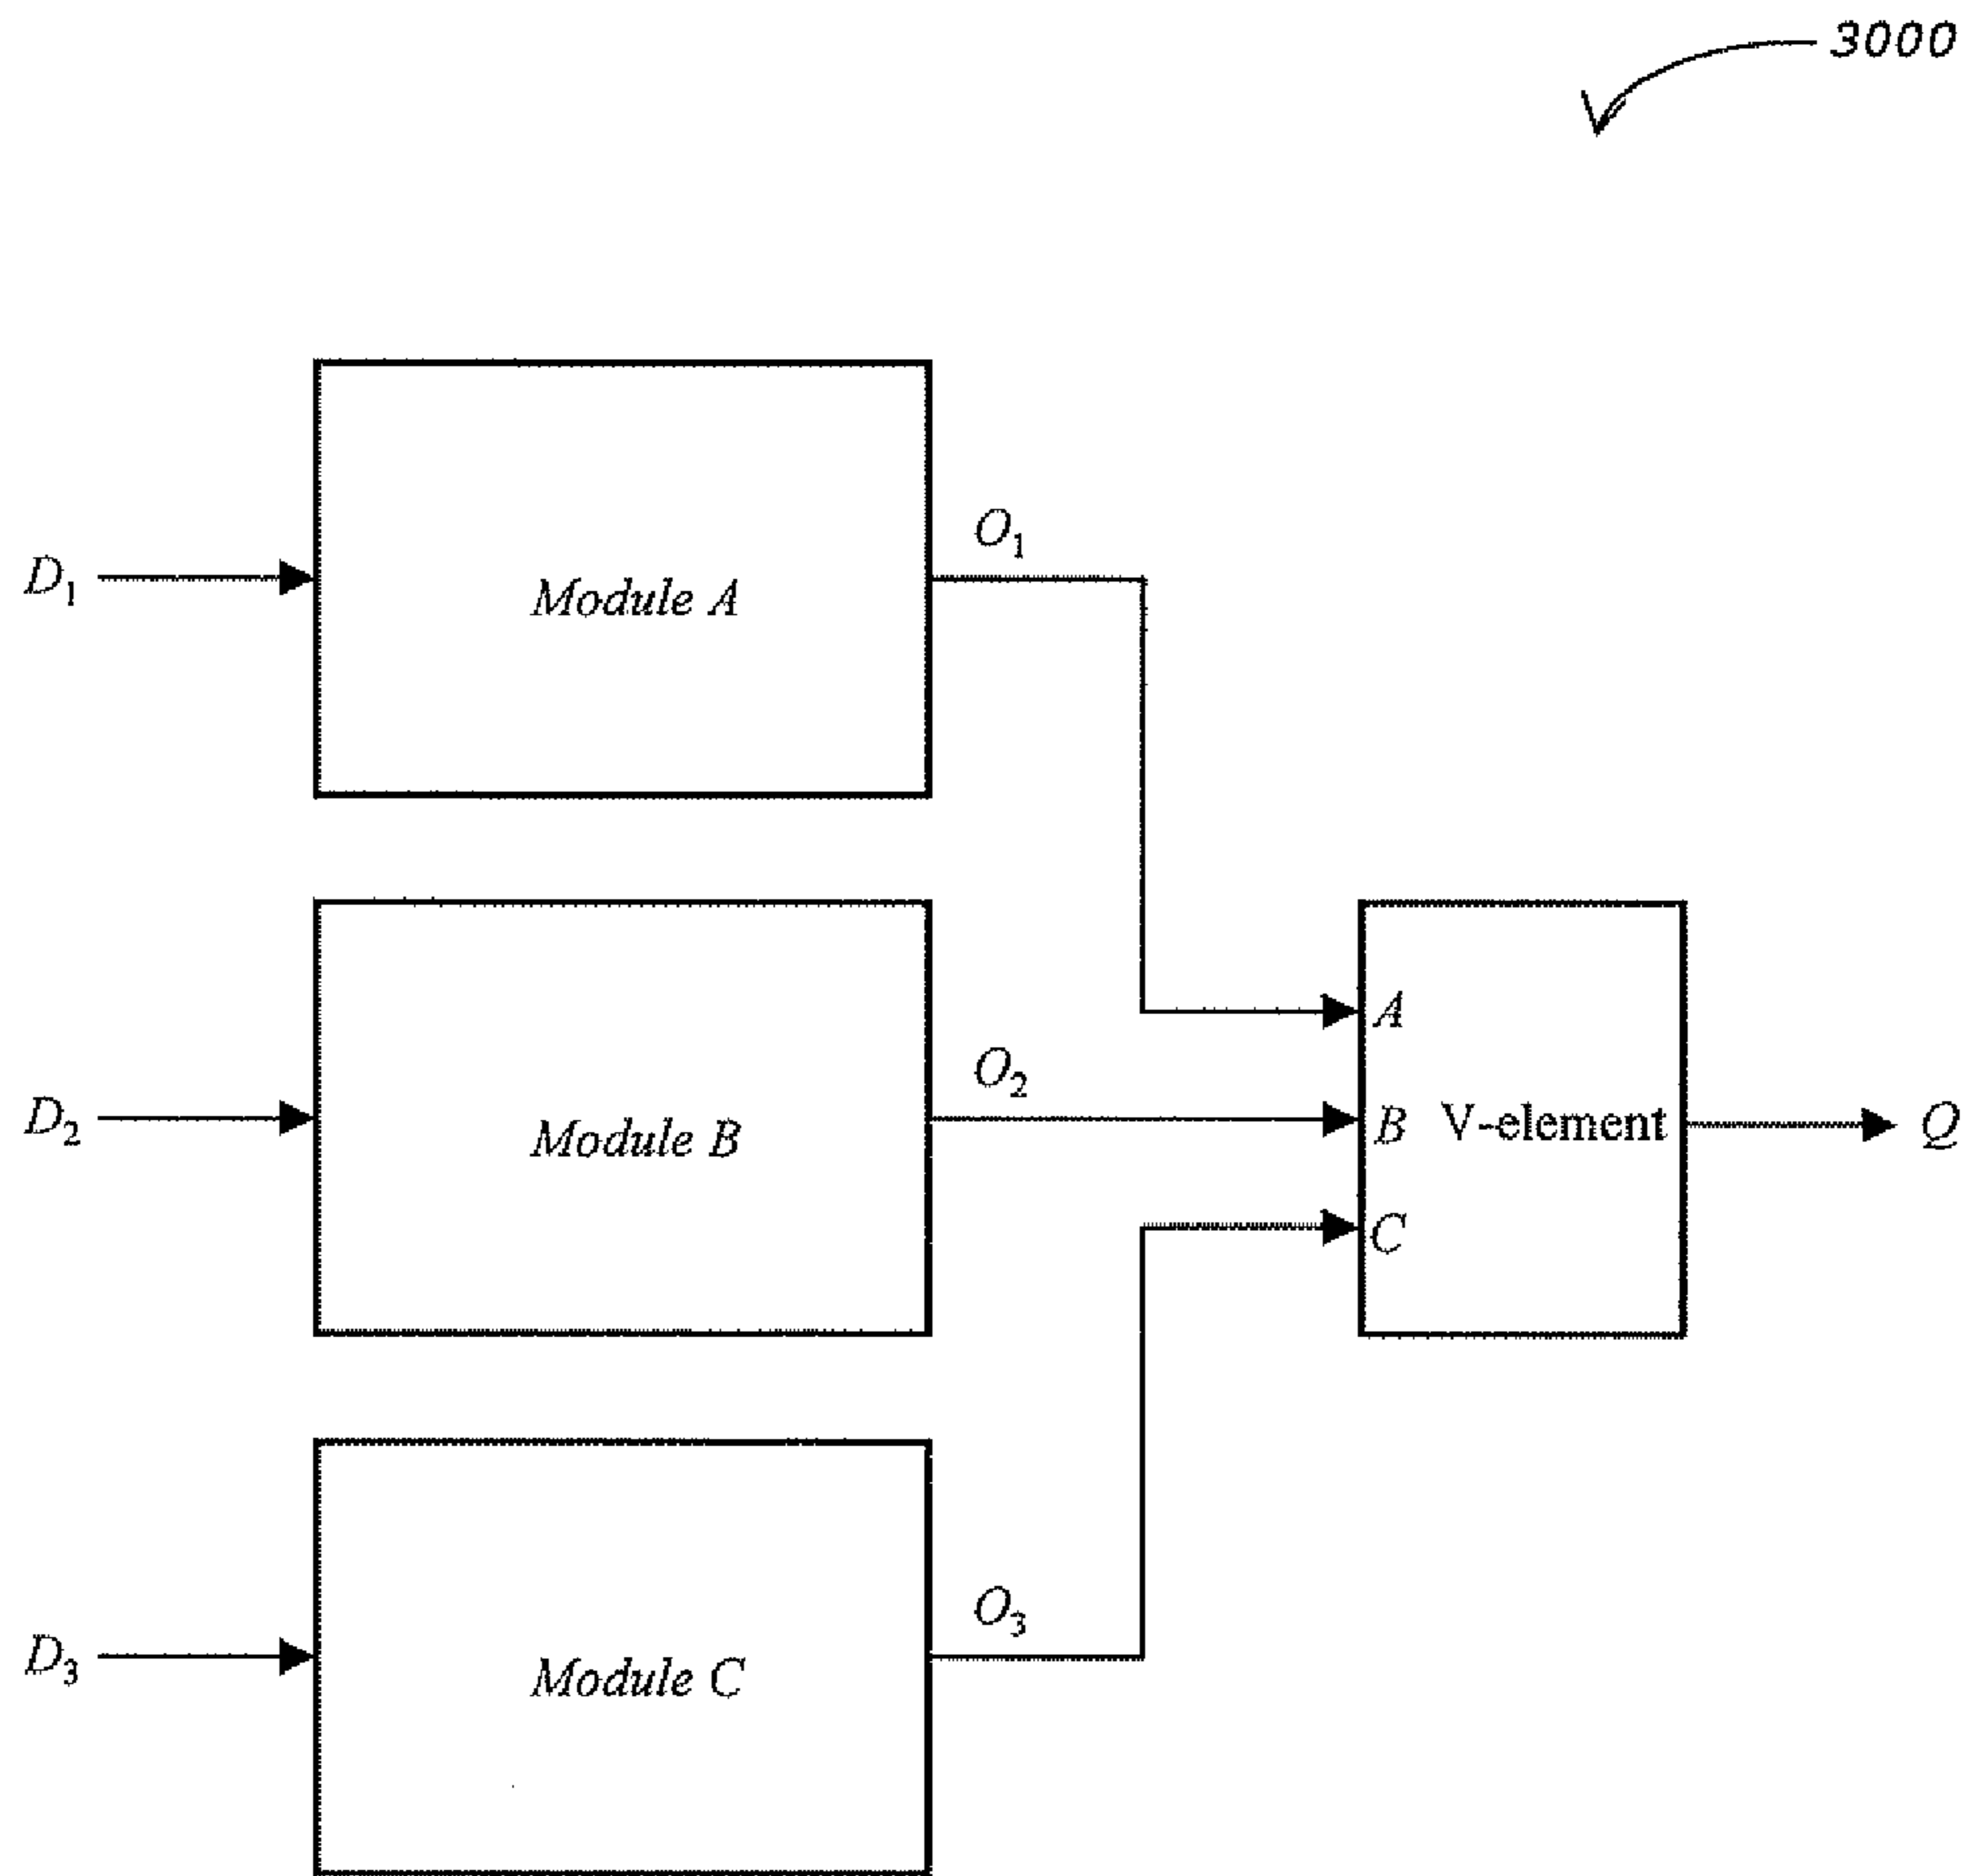 3000
O₁
D₁
Module A
A
O₂
D₂
Module B
B V-element
Q
C
O₃
D₃
Module C